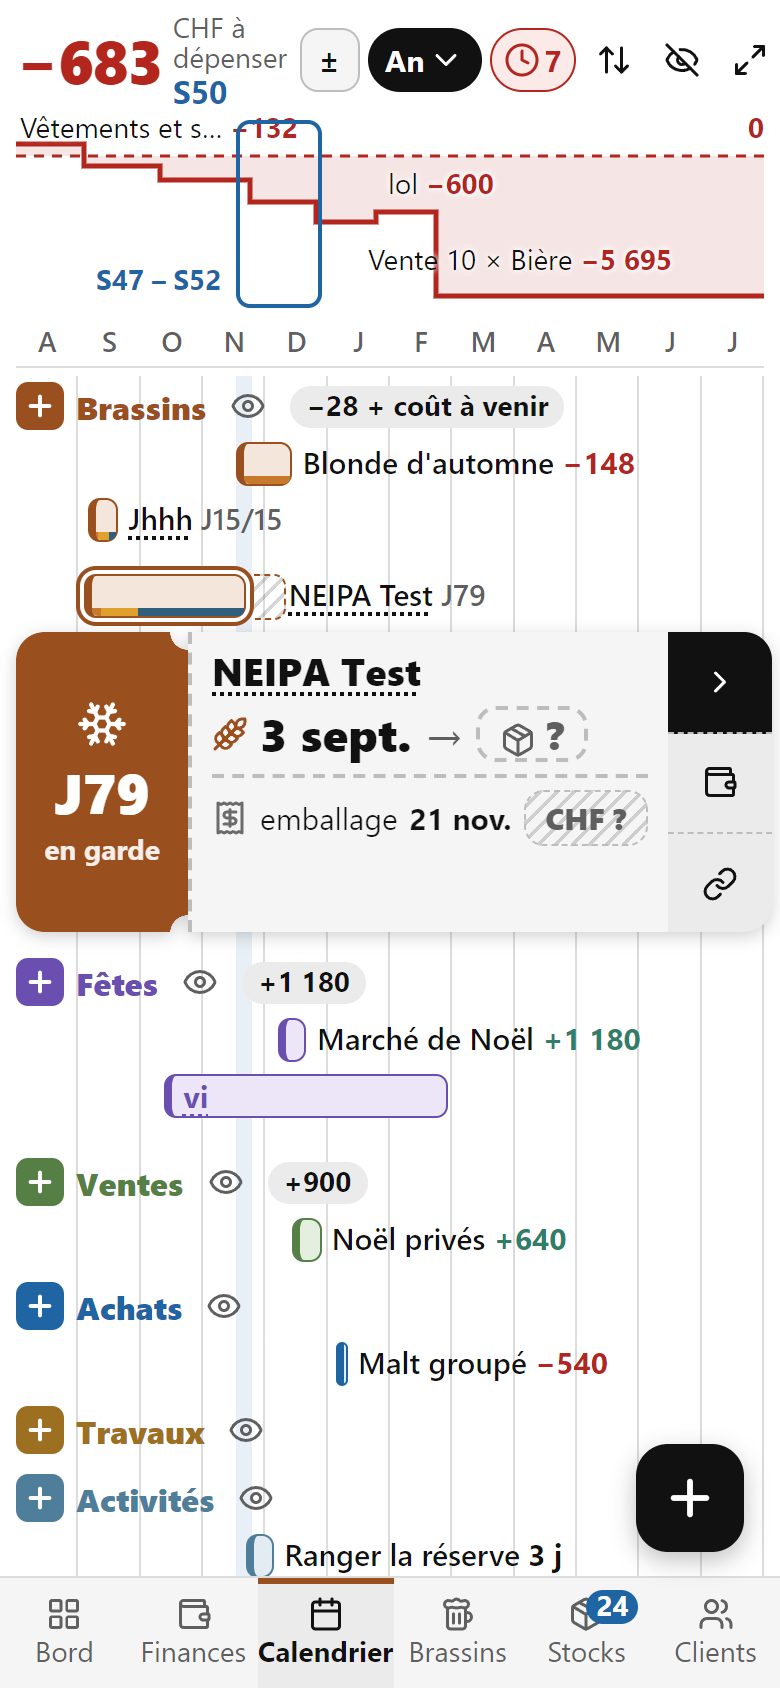 −683 CHF à dépenser S50 ± An 7
Vêtements et s... −132 0
lol −600
Vente 10 × Bière −5 695
S47 – S52
A S O N D J F M A M J J
Brassins −28 + coût à venir
Blonde d'automne −148
Jhhh J15/15
NEIPA Test J79
NEIPA Test
3 sept. → ?
J79
en garde
emballage 21 nov. CHF ?
Fêtes +1 180
Marché de Noël +1 180
vi
Ventes +900
Noël privés +640
Achats
Malt groupé −540
Travaux
Activités
Ranger la réserve 3 j
24
Bord Finances Calendrier Brassins Stocks Clients